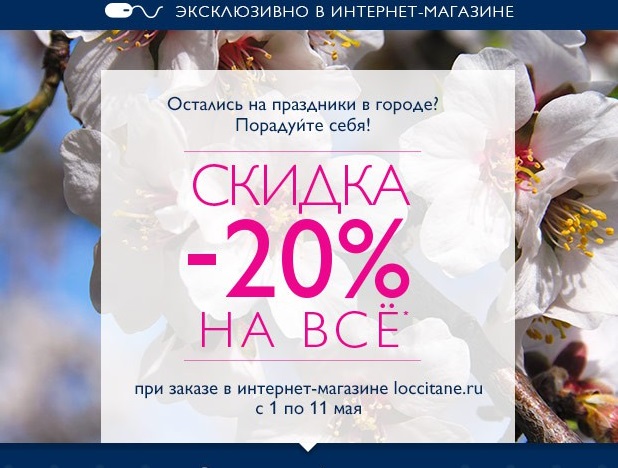 ЭКСКЛЮЗИВНО В ИНТЕРНЕТ-МАГАЗИНЕ
Остались на праздники в городе?
Порадуйте себя!
СКИДКА
-20%
НА ВСЁ*
при заказе в интернет-магазине loccitane.ru
с 1 по 11 мая